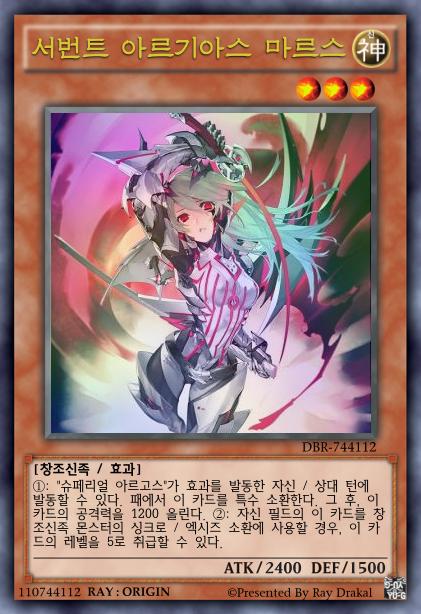 서번트 아르기아스 마르스
신
神
DBR-744112
[창조신족 / 효과]
①: "슈페리얼 아르고스"가 효과를 발동한 자신 / 상대 턴에
발동할 수 있다. 패에서 이 카드를 특수 소환한다. 그 후, 이
카드의 공격력을 1200 올린다. ②: 자신 필드의 이 카드를 창
조신족 몬스터의 싱크로 / 엑시즈 소환에 사용할 경우, 이 카
드의 레벨을 5로 취급할 수 있다.
ATK/2400 DEF/1500
110744112 RAY : ORIGIN ©Presented By Ray Drakal